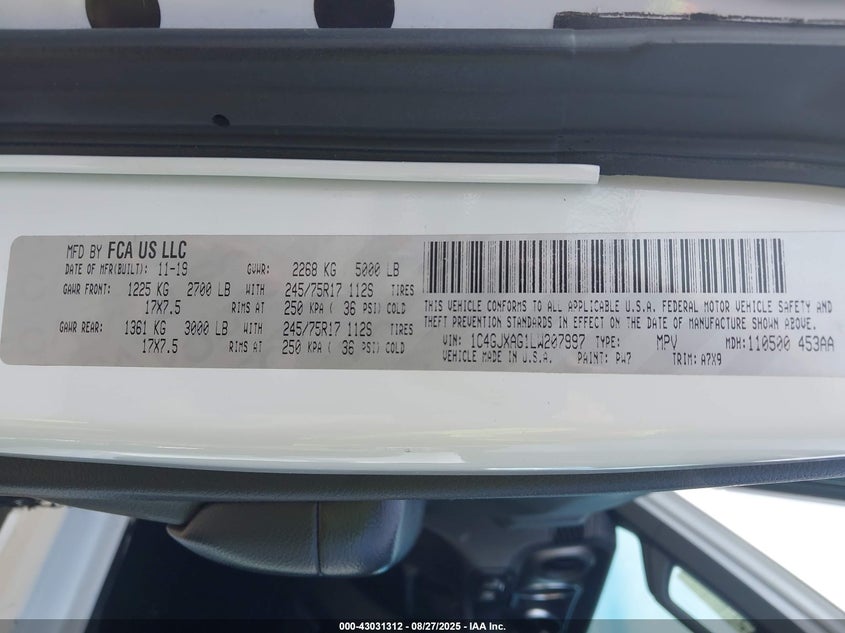 MFD BY FCA US LLC
DATE OF MFR(BUILT): 11-19 GVWR: 2268 KG 5000 LB
GAWR FRONT: 1225 KG 2700 LB WITH 245/75R17 112S TIRES
17X7.5 RIMS AT 250 KPA ( 36 PSI) COLD
GAWR REAR: 1361 KG 3000 LB WITH 245/75R17 112S TIRES
17X7.5 RIMS AT 250 KPA ( 36 PSI) COLD
THIS VEHICLE CONFORMS TO ALL APPLICABLE U.S.A. FEDERAL MOTOR VEHICLE SAFETY AND
THEFT PREVENTION STANDARDS IN EFFECT ON THE DATE OF MANUFACTURE SHOWN ABOVE.
VIN: 1C4GJXAG1LW207997 TYPE: MPV MDH: 110500 453AA
VEHICLE MADE IN U.S.A. PAINT: PW7 TRIM: A7X9
000-43031312 - 08/27/2025 - IAA Inc.